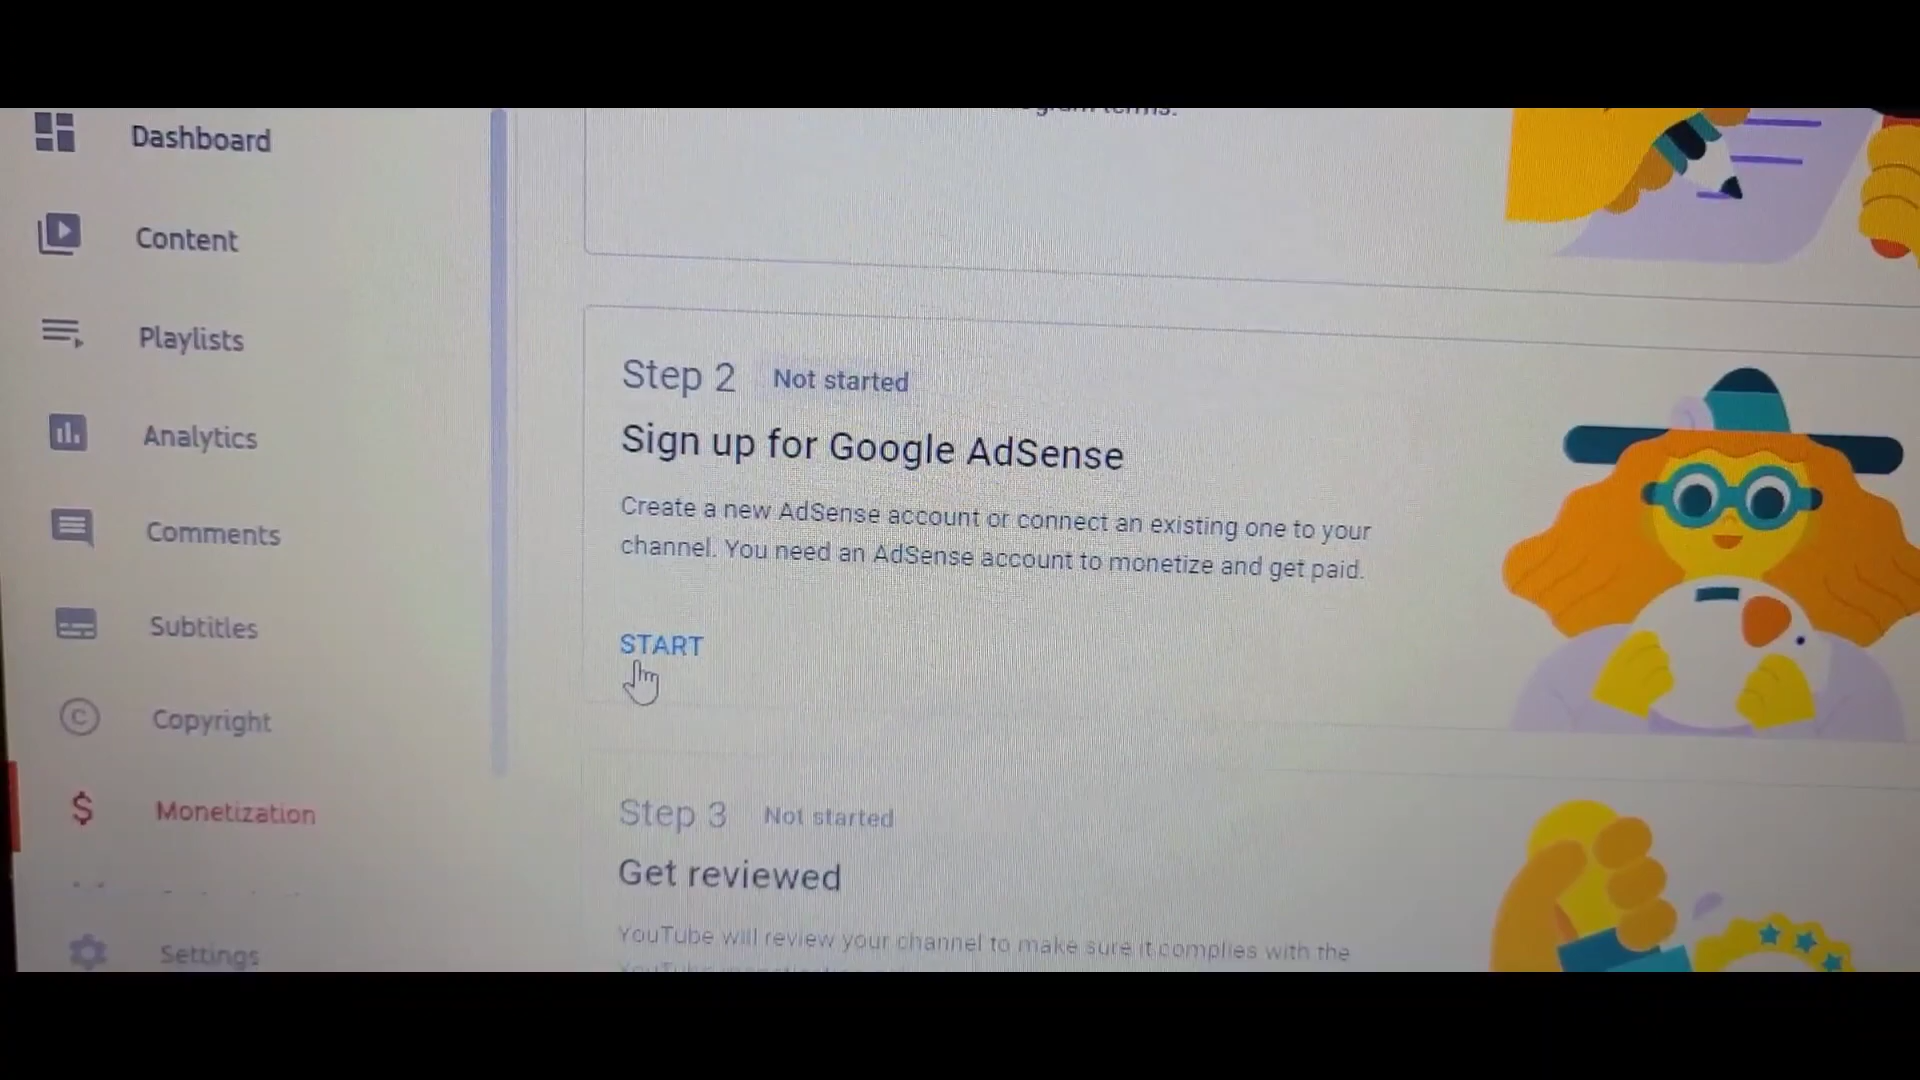 Dashboard
Content
Playlists
Analytics
Comments
Subtitles
Copyright
$ Monetization
Settings
terms.
Step 2 Not started
Sign up for Google AdSense
Create a new AdSense account or connect an existing one to your
channel. You need an AdSense account to monetize and get paid.
START
Step 3 Not started
Get reviewed
YouTube will review your channel to make sure it complies with the